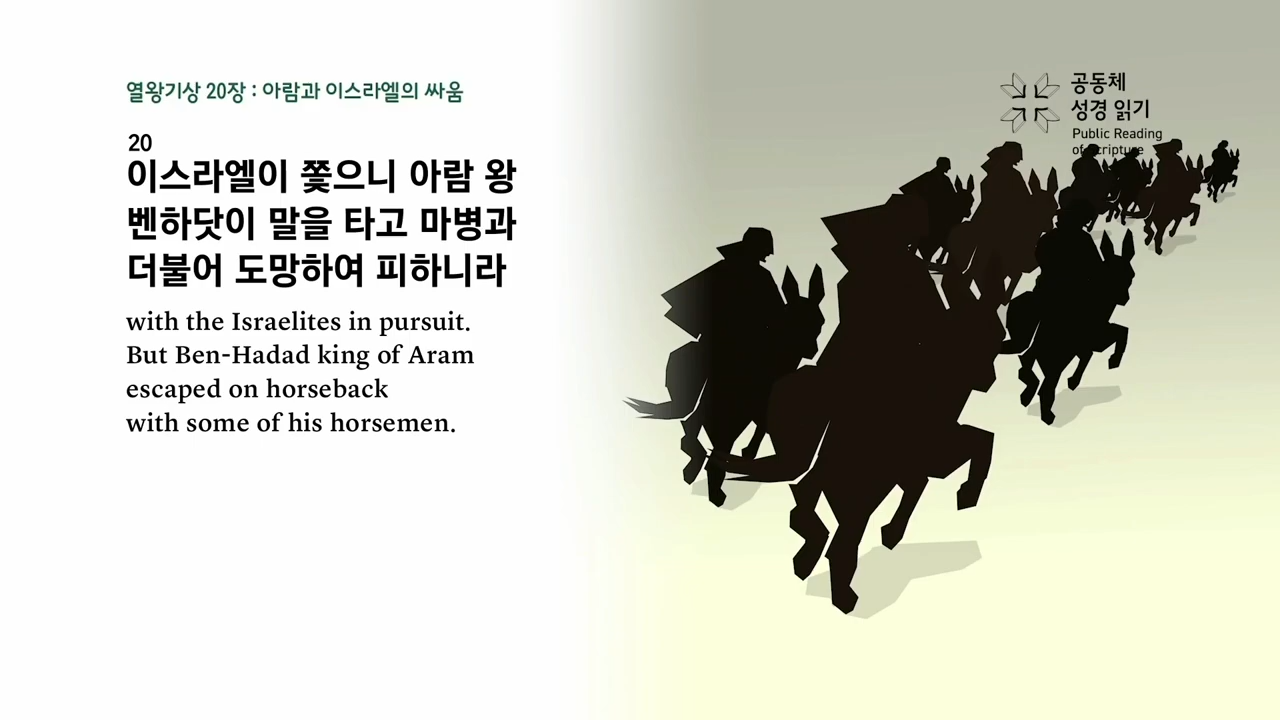 열왕기상 20장 : 아람과 이스라엘의 싸움
20
이스라엘이 쫓으니 아람 왕
벤하닷이 말을 타고 마병과
더불어 도망하여 피하니라
with the Israelites in pursuit.
But Ben-Hadad king of Aram
escaped on horseback
with some of his horsemen.
공동체
성경 읽기
Public Reading
of Scripture